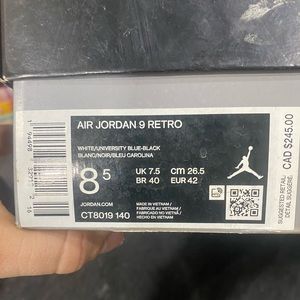 AIR JORDAN 9 RETRO
WHITE/UNIVERSITY BLUE-BLACK
BLANC/NOIR/BLEU CAROLINA
8 5
UK 7.5 cm 26.5
BR 40 EUR 42
CT8019 140
JORDAN.COM
MADE IN VIETNAM /
FABRIQUÉ AU VIETNAM /
FABRICADO NO VIETNÃ /
HECHO EN VIETNAM
SUGGESTED RETAIL/
DÉTAIL SUGGÉRÉ:
CAD $245.00